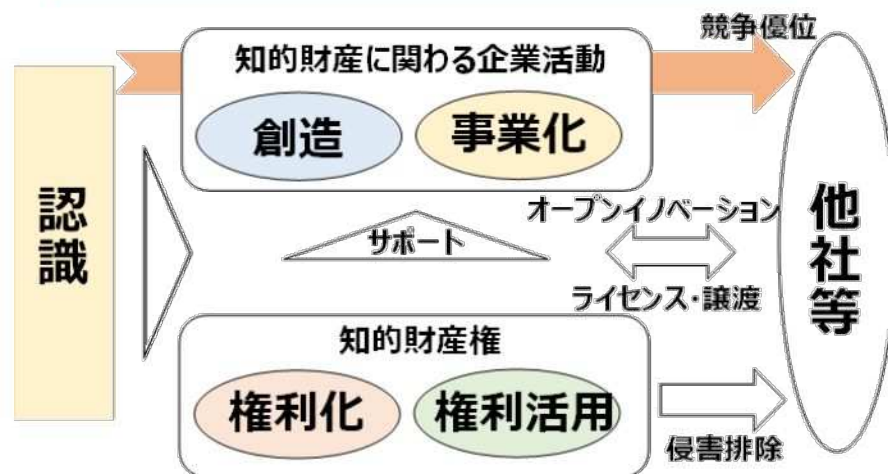 競争優位
知的財産に関わる企業活動
創造
事業化
認識
サポート
オープンイノベーション
ライセンス・譲渡
他社等
知的財産権
権利化
権利活用
侵害排除